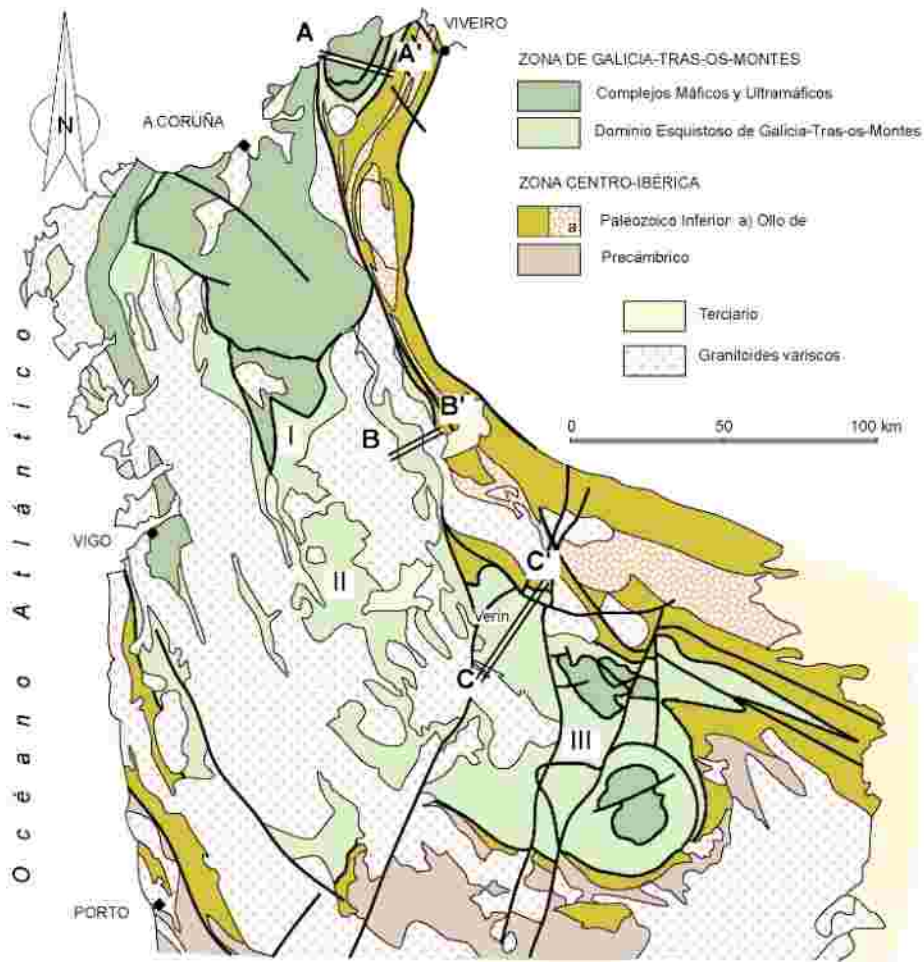 A
VIVEIRO
A'
ZONA DE GALICIA-TRAS-OS-MONTES
Complejos Máficos y Ultramáficos
Dominio Esquistoso de Galicia-Tras-os-Montes
N
A CORUÑA
ZONA CENTRO-IBÉRICA
a
Paleozoico Inferior a) Ollo de
Precámbrico
Terciario
Granitoides variscos
B'
B
I
0 50 100 km
VIGO
II
C'
Verín
C
III
PORTO
Océano Atlántico